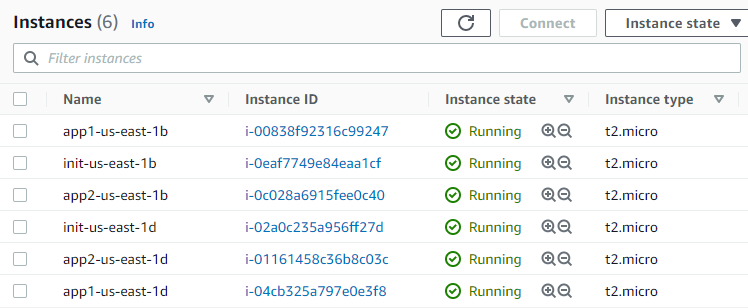 Instances (6) Info Connect Instance state
Filter instances
Name Instance ID Instance state Instance type
app1-us-east-1b i-00838f92316c99247 Running t2.micro
init-us-east-1b i-0eaf7749e84eaa1cf Running t2.micro
app2-us-east-1b i-0c028a6915fee0c40 Running t2.micro
init-us-east-1d i-02a0c235a956ff27d Running t2.micro
app2-us-east-1d i-01161458c36b8c03c Running t2.micro
app1-us-east-1d i-04cb325a797e0e3f8 Running t2.micro